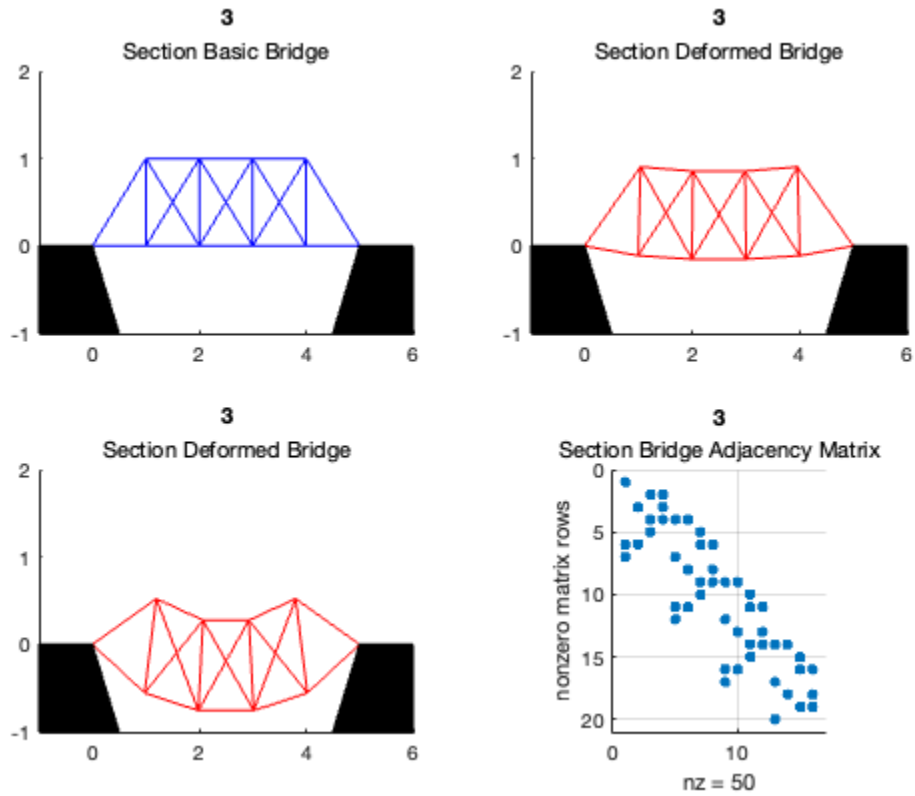 3
Section Basic Bridge
2
1
0
-1
0 2 4 6
3
Section Deformed Bridge
2
1
0
-1
0 2 4 6
3
Section Deformed Bridge
2
1
0
-1
0 2 4 6
3
Section Bridge Adjacency Matrix
nonzero matrix rows
0
5
10
15
20
0 10
nz = 50